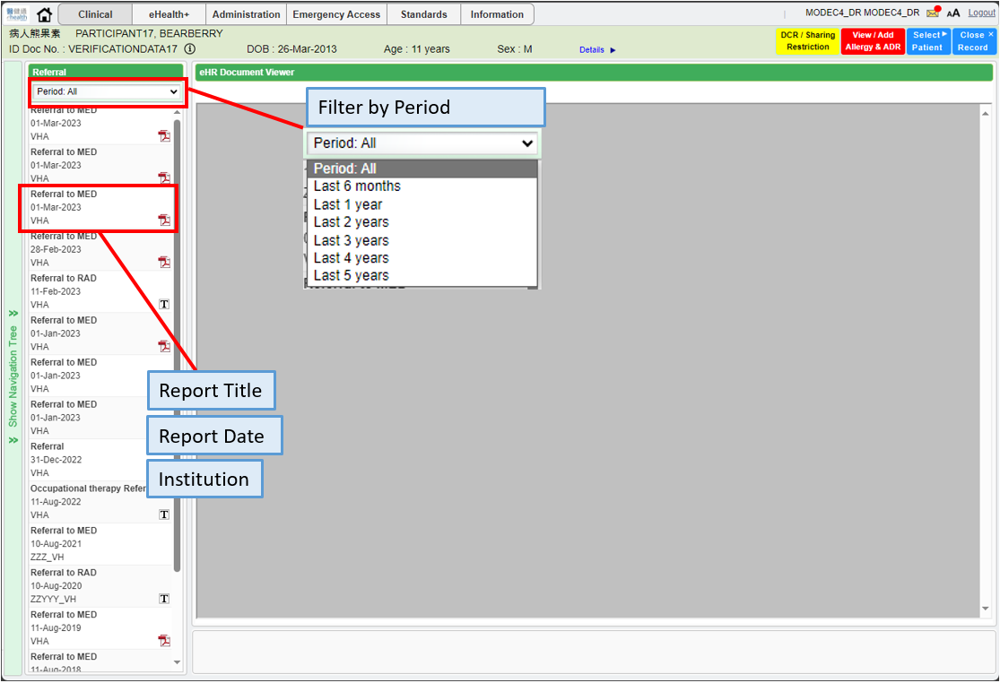 醫健通
eHealth
Clinical
eHealth+
Administration
Emergency Access
Standards
Information
MODEC4_DR MODEC4_DR
AA
Logout
病人熊果素 PARTICIPANT17, BEARBERRY
ID Doc No. : VERIFICATIONDATA17
DOB : 26-Mar-2013
Age : 11 years
Sex : M
Details
DCR / Sharing
Restriction
View / Add
Allergy & ADR
Select
Patient
Close ×
Record
Show Navigation Tree
Referral
Period: All
Referral to MED
01-Mar-2023
VHA
Referral to MED
01-Mar-2023
VHA
Referral to MED
01-Mar-2023
VHA
Referral to MED
28-Feb-2023
VHA
Referral to RAD
11-Feb-2023
VHA
T
Referral to MED
01-Jan-2023
VHA
Referral to MED
01-Jan-2023
VHA
Referral to MED
01-Jan-2023
VHA
Referral
31-Dec-2022
VHA
Occupational therapy Refer
11-Aug-2022
VHA
T
Referral to MED
10-Aug-2021
ZZZ_VH
Referral to RAD
10-Aug-2020
ZZYYY_VH
T
Referral to MED
11-Aug-2019
VHA
Referral to MED
11-Aug-2018
eHR Document Viewer
Filter by Period
Period: All
Period: All
Last 6 months
Last 1 year
Last 2 years
Last 3 years
Last 4 years
Last 5 years
Report Title
Report Date
Institution